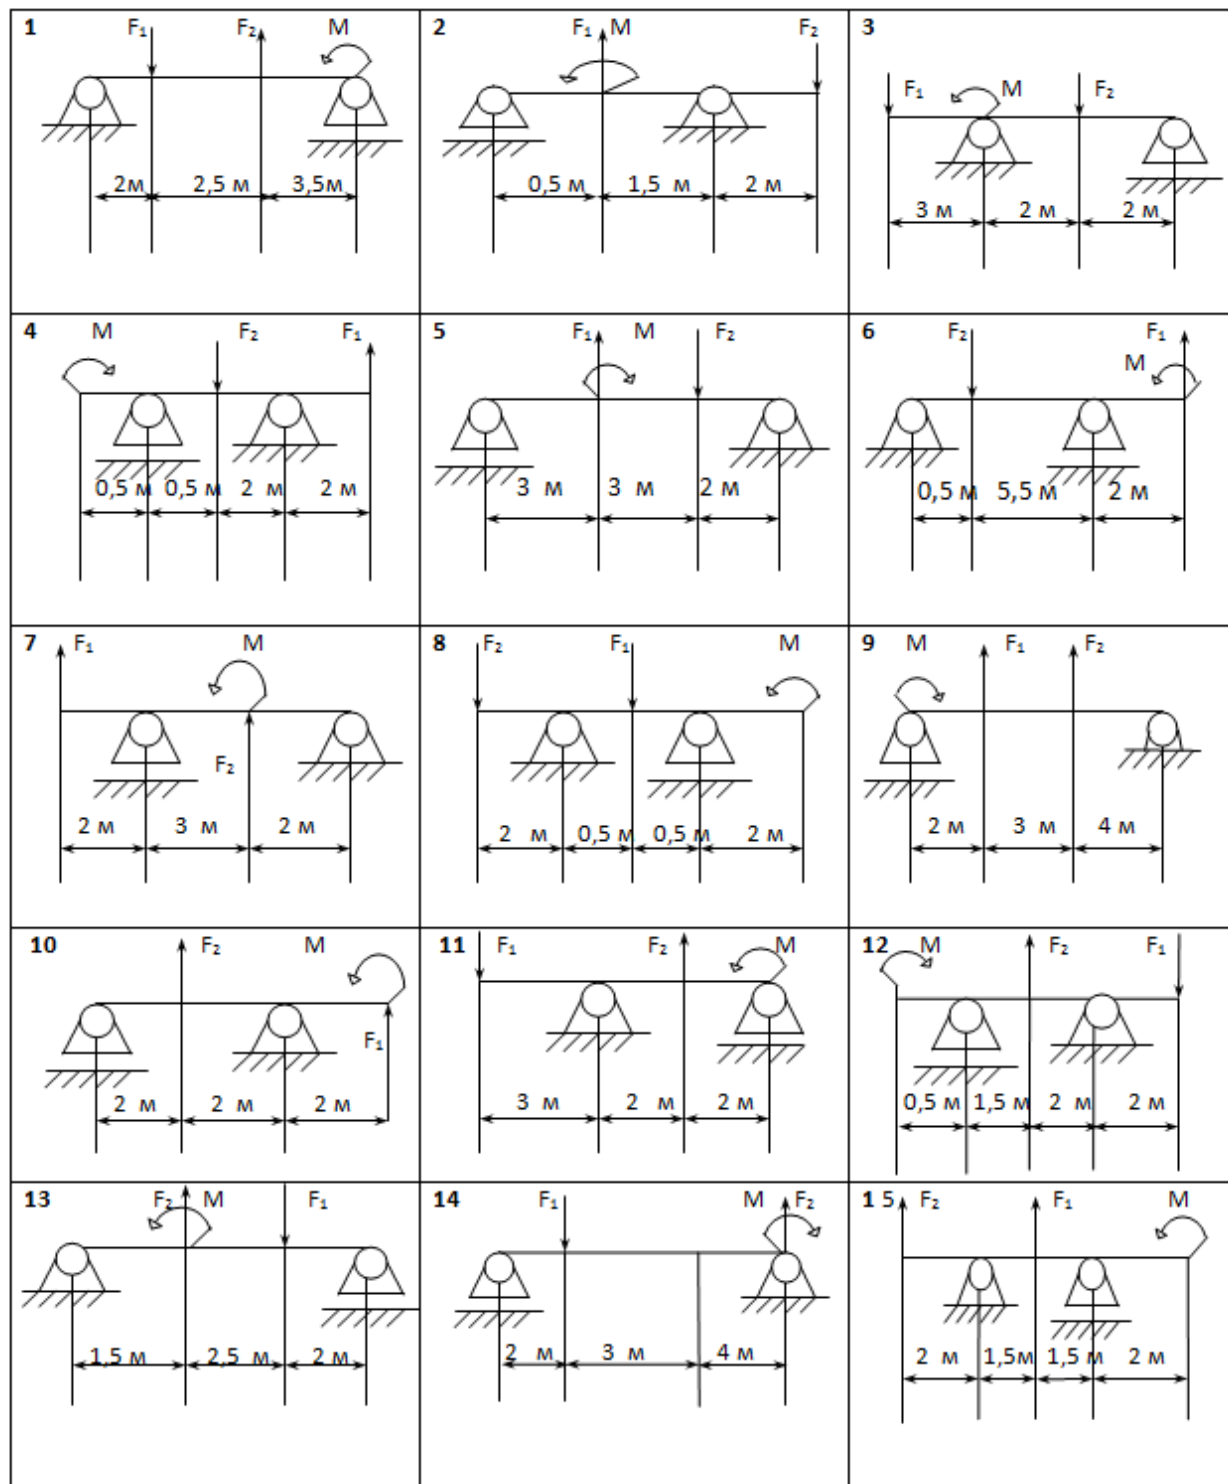 1 F₁ F₂ M
2м 2,5 м 3,5м
2 F₁ M F₂
0,5 м 1,5 м 2 м
3
F₁ M F₂
3 м 2 м 2 м
4 M F₂ F₁
0,5 м 0,5 м 2 м 2 м
5 F₁ M F₂
3 м 3 м 2 м
6 F₂ F₁
M
0,5 м 5,5 м 2 м
7 F₁ M
F₂
2 м 3 м 2 м
8 F₂ F₁ M
2 м 0,5 м 0,5 м 2 м
9 M F₁ F₂
2 м 3 м 4 м
10 F₂ M
F₁
2 м 2 м 2 м
11 F₁ F₂ M
3 м 2 м 2 м
12 M F₂ F₁
0,5 м 1,5 м 2 м 2 м
13 F₂ M F₁
1,5 м 2,5 м 2 м
14 F₁ M F₂
2 м 3 м 4 м
1 5 F₂ F₁ M
2 м 1,5м 1,5 м 2 м